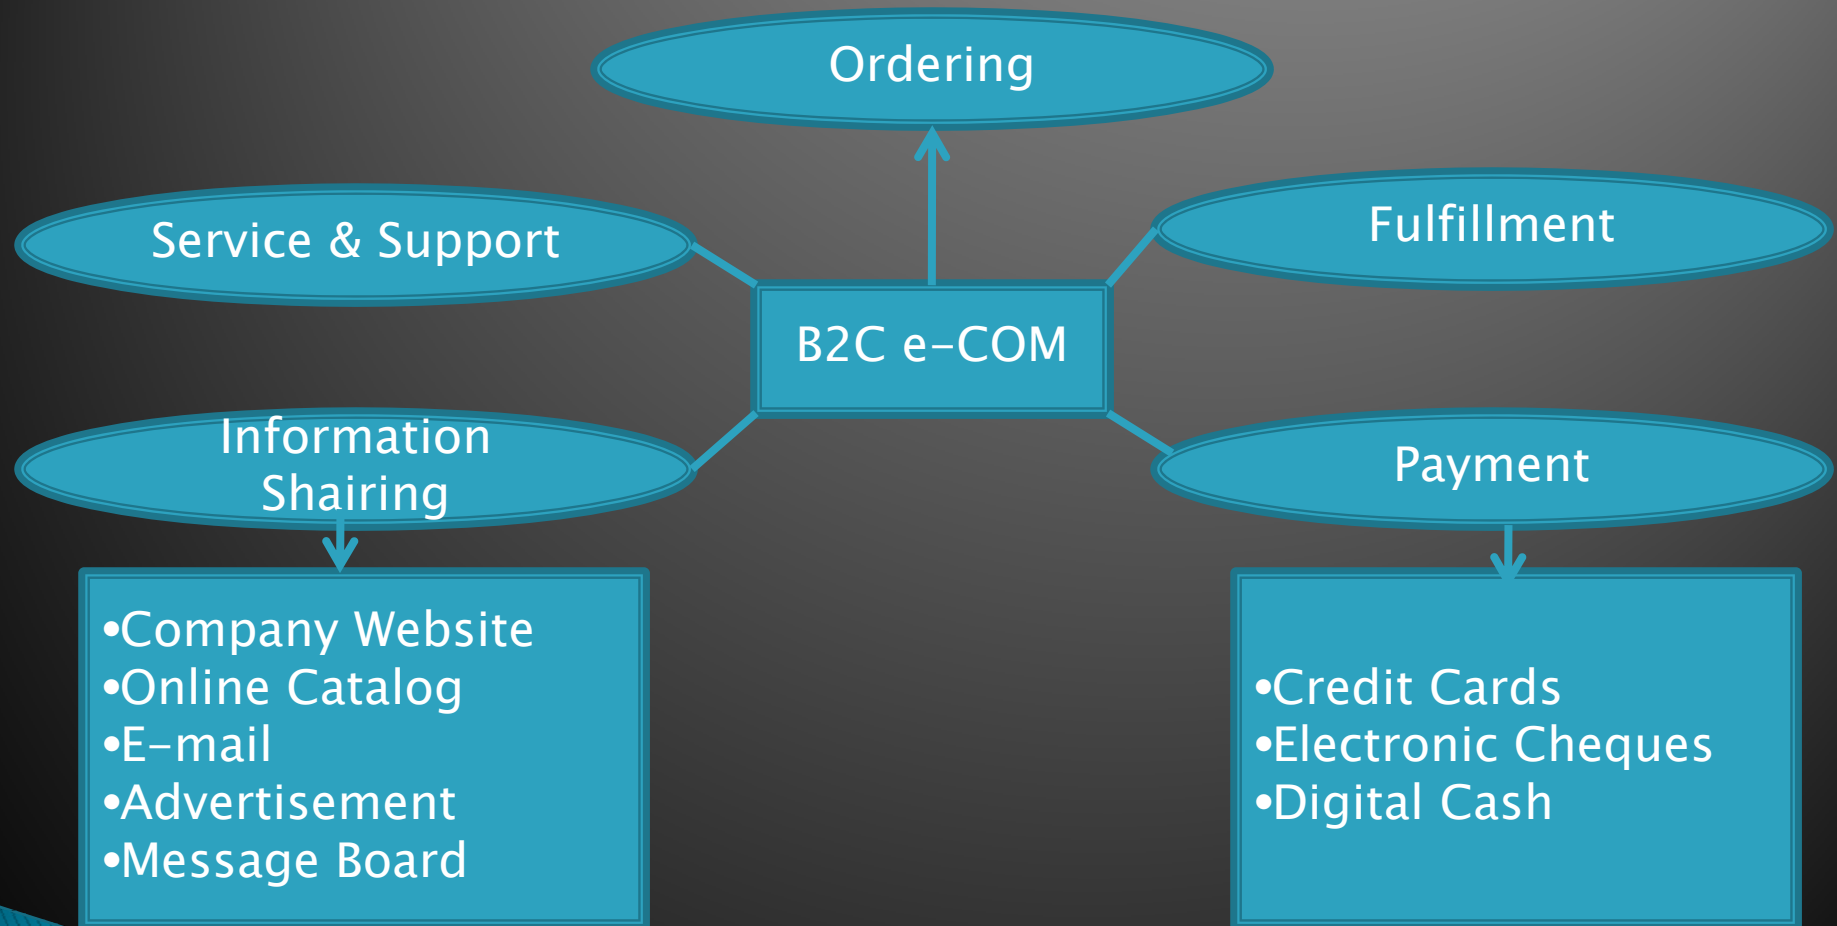 Ordering
Service & Support
Fulfillment
B2C e-COM
Information
Shairing
Payment
•Company Website
•Online Catalog
•E-mail
•Advertisement
•Message Board
•Credit Cards
•Electronic Cheques
•Digital Cash